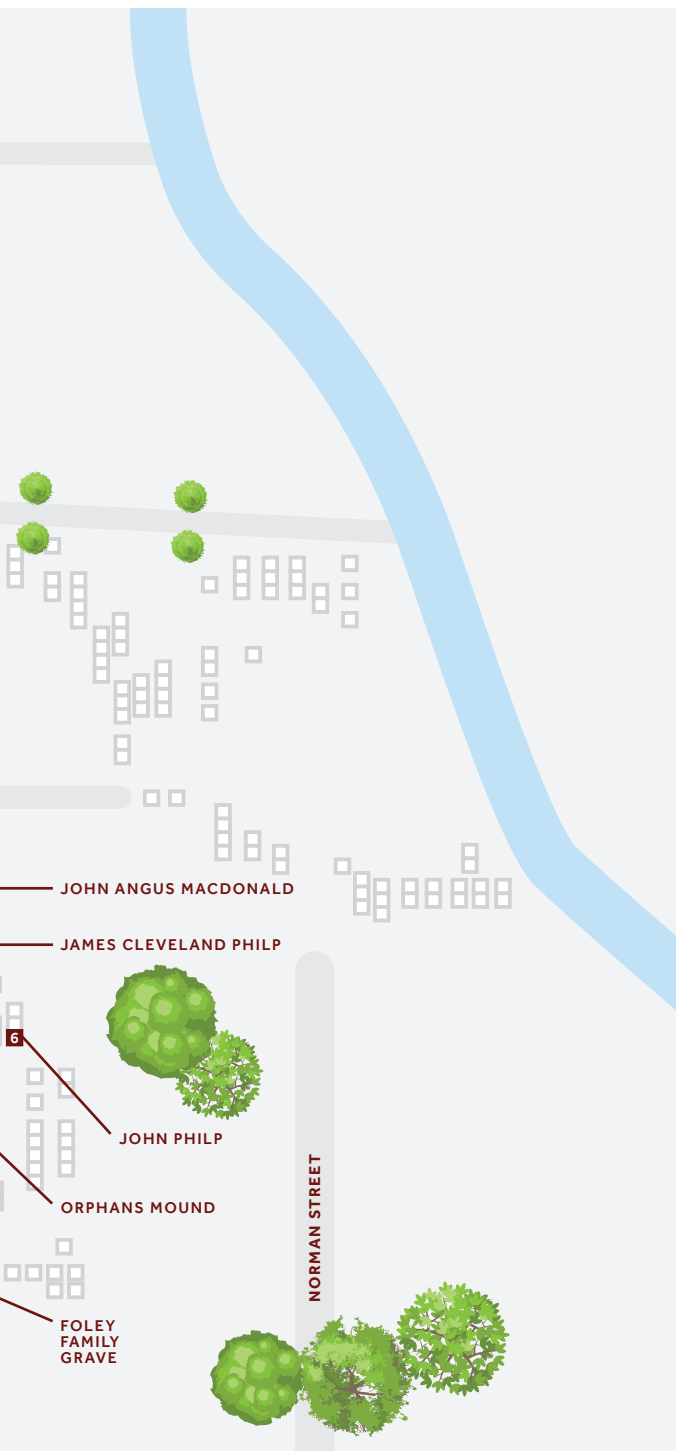 JOHN ANGUS MACDONALD
JAMES CLEVELAND PHILP
6
JOHN PHILP
NORMAN STREET
ORPHANS MOUND
FOLEY
FAMILY
GRAVE